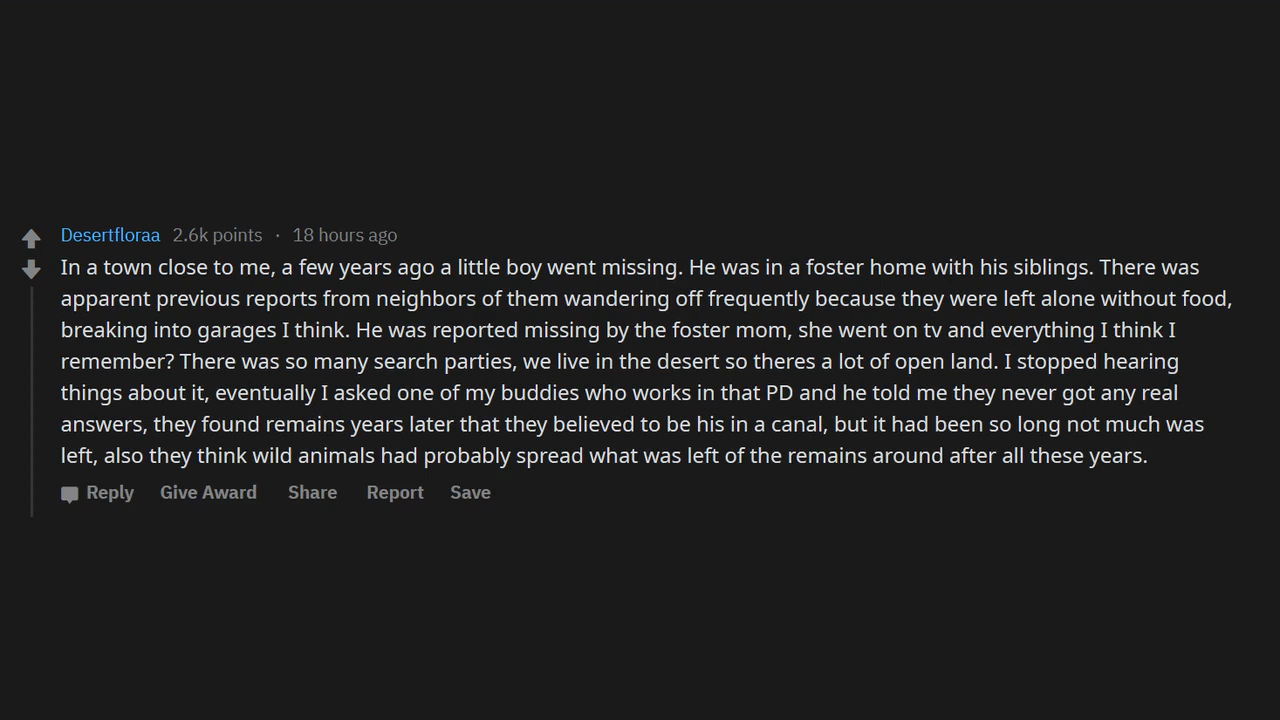 Desertfloraa 2.6k points · 18 hours ago
In a town close to me, a few years ago a little boy went missing. He was in a foster home with his siblings. There was
apparent previous reports from neighbors of them wandering off frequently because they were left alone without food,
breaking into garages I think. He was reported missing by the foster mom, she went on tv and everything I think I
remember? There was so many search parties, we live in the desert so theres a lot of open land. I stopped hearing
things about it, eventually I asked one of my buddies who works in that PD and he told me they never got any real
answers, they found remains years later that they believed to be his in a canal, but it had been so long not much was
left, also they think wild animals had probably spread what was left of the remains around after all these years.
Reply Give Award Share Report Save